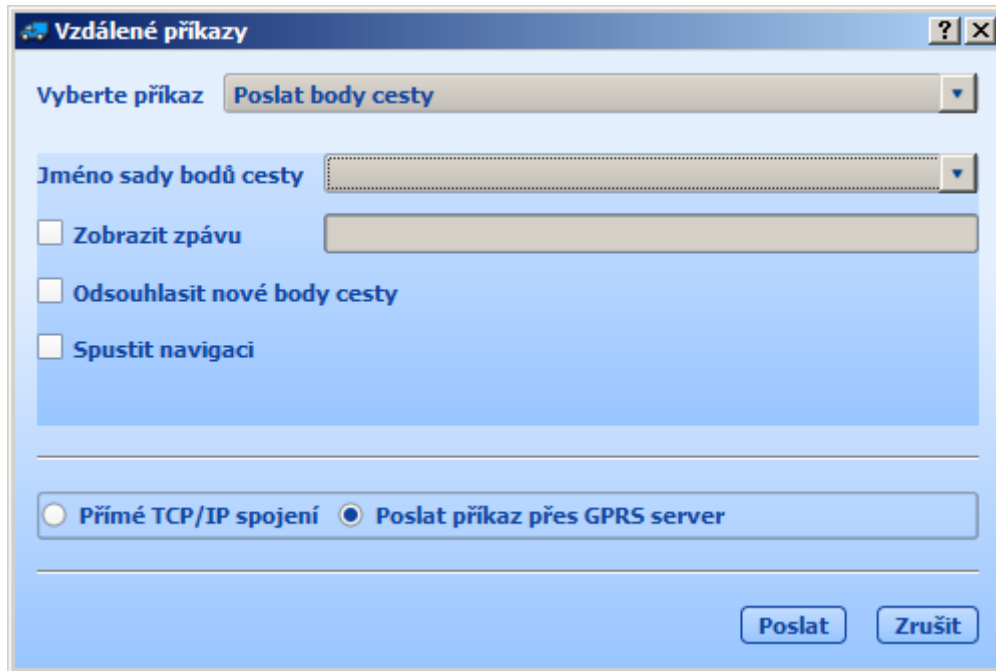 Vzdálené příkazy
Vyberte příkaz Poslat body cesty
Jméno sady bodů cesty
Zobrazit zpávu
Odsouhlasit nové body cesty
Spustit navigaci
Přímé TCP/IP spojení Poslat příkaz přes GPRS server
Poslat Zrušit